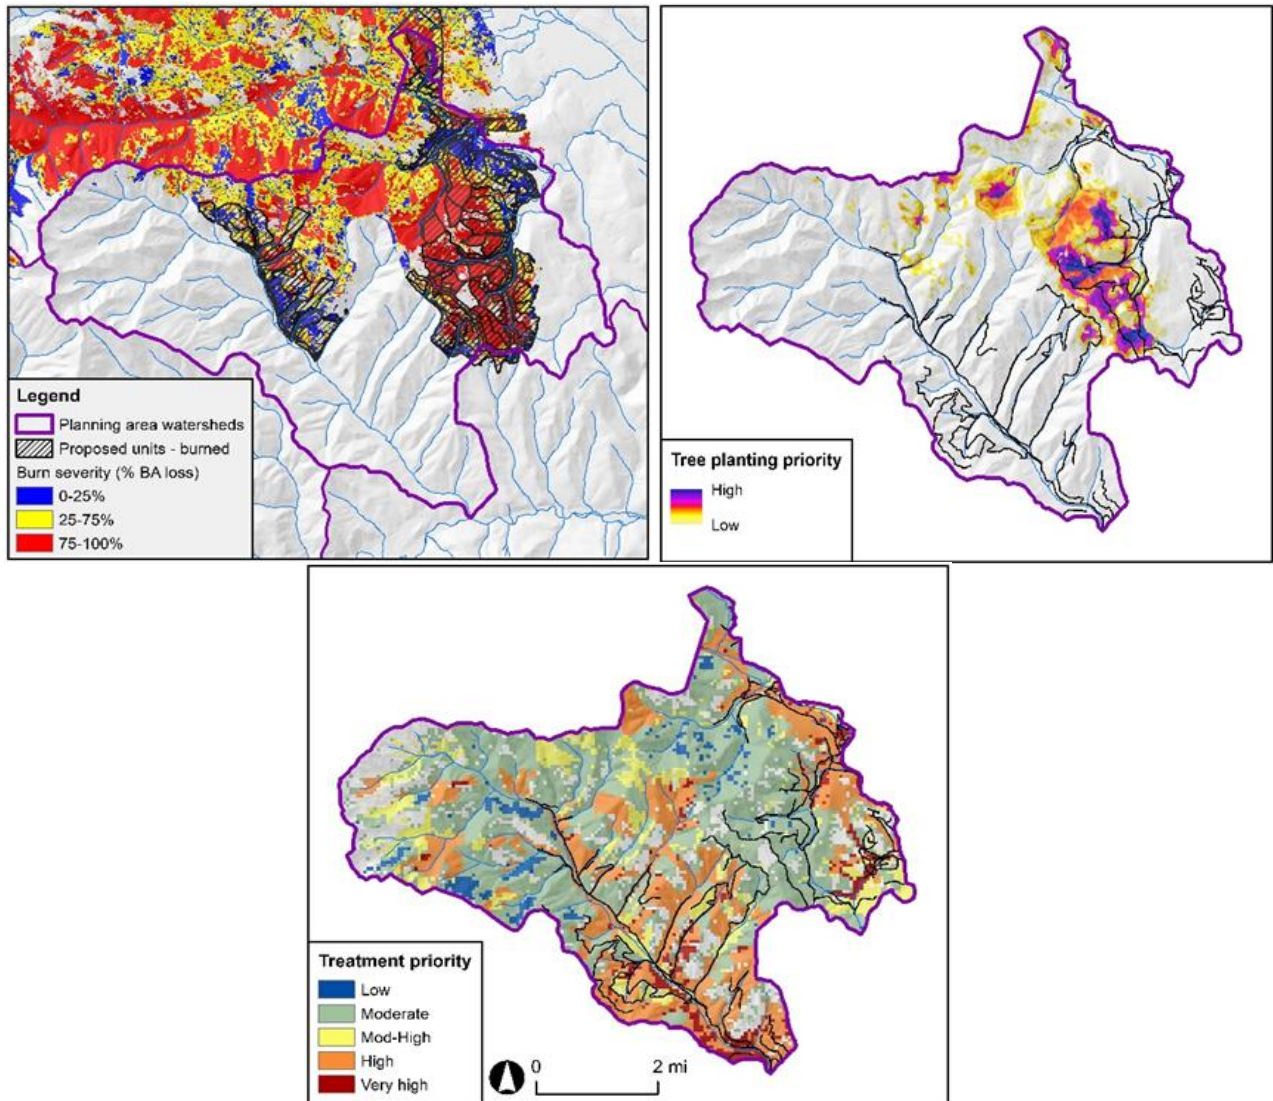 Legend
Planning area watersheds
Proposed units - burned
Burn severity (% BA loss)
0-25%
25-75%
75-100%
Tree planting priority
High
Low
Treatment priority
Low
Moderate
Mod-High
High
Very high
0 2 mi